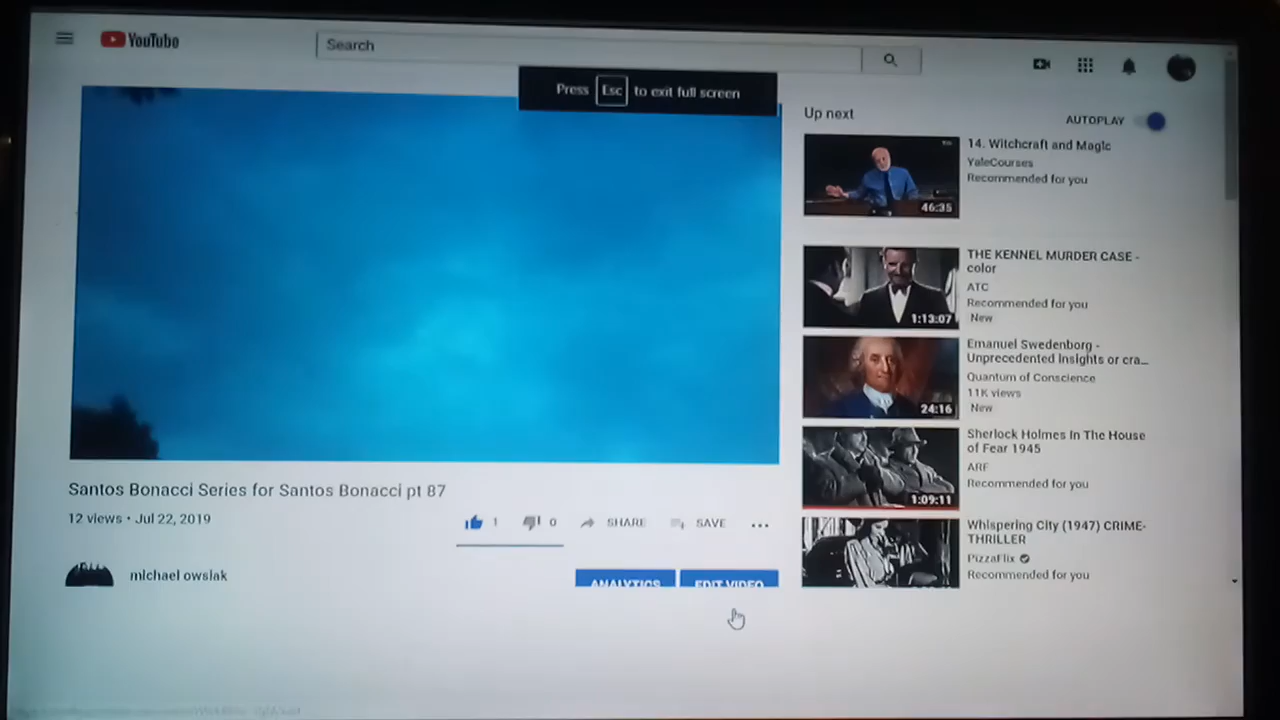 YouTube
Search
Press Esc to exit full screen
Up next
AUTOPLAY
14. Witchcraft and Magic
YaleCourses
Recommended for you
46:35
THE KENNEL MURDER CASE -
color
ATC
Recommended for you
New
1:13:07
Emanuel Swedenborg -
Unprecedented Insights or cra...
Quantum of Conscience
11K views
New
24:16
Sherlock Holmes In The House
of Fear 1945
ARF
Recommended for you
1:09:11
Whispering City (1947) CRIME-
THRILLER
PizzaFlix
Recommended for you
Santos Bonacci Series for Santos Bonacci pt 87
12 views • Jul 22, 2019
1 0 SHARE SAVE
michael owsiak
ANALYTICS EDIT VIDEO